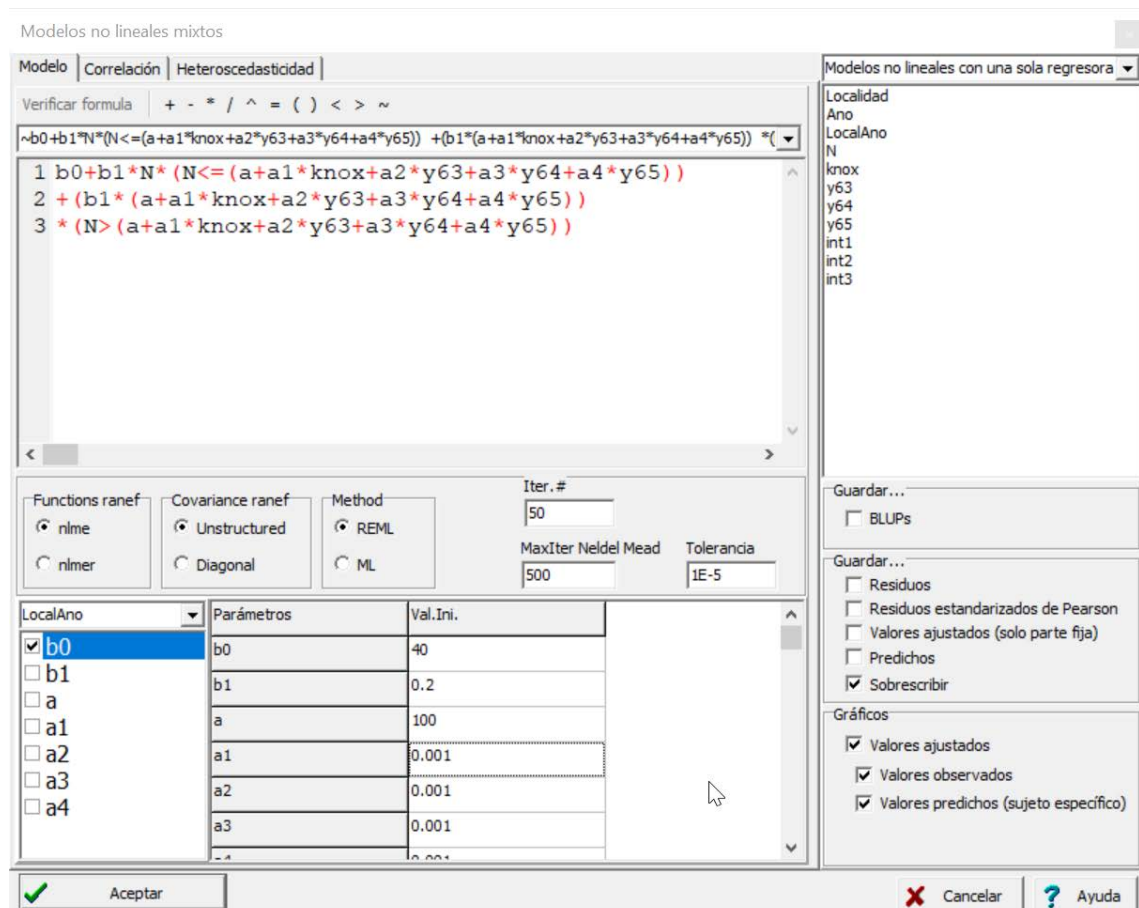 Modelos no lineales mixtos
Modelo Correlación Heteroscedasticidad
Verificar formula + - * / ^ = ( ) < > ~
~b0+b1*N*(N<=(a+a1*knox+a2*y63+a3*y64+a4*y65)) +(b1*(a+a1*knox+a2*y63+a3*y64+a4*y65)) *(
1 b0+b1*N*(N<=(a+a1*knox+a2*y63+a3*y64+a4*y65))
2 +(b1*(a+a1*knox+a2*y63+a3*y64+a4*y65))
3 *(N>(a+a1*knox+a2*y63+a3*y64+a4*y65))
Functions ranef
nlme
nlmer
Covariance ranef
Unstructured
Diagonal
Method
REML
ML
Iter.#
50
MaxIter Neldel Mead
500
Tolerancia
1E-5
LocalAno
b0
b1
a
a1
a2
a3
a4
Parámetros Val.Ini.
b0 40
b1 0.2
a 100
a1 0.001
a2 0.001
a3 0.001
a4 0.001
Modelos no lineales con una sola regresora
Localidad
Ano
LocalAno
N
knox
y63
y64
y65
int1
int2
int3
Guardar...
BLUPs
Guardar...
Residuos
Residuos estandarizados de Pearson
Valores ajustados (solo parte fija)
Predichos
Sobrescribir
Gráficos
Valores ajustados
Valores observados
Valores predichos (sujeto específico)
Aceptar
Cancelar
? Ayuda